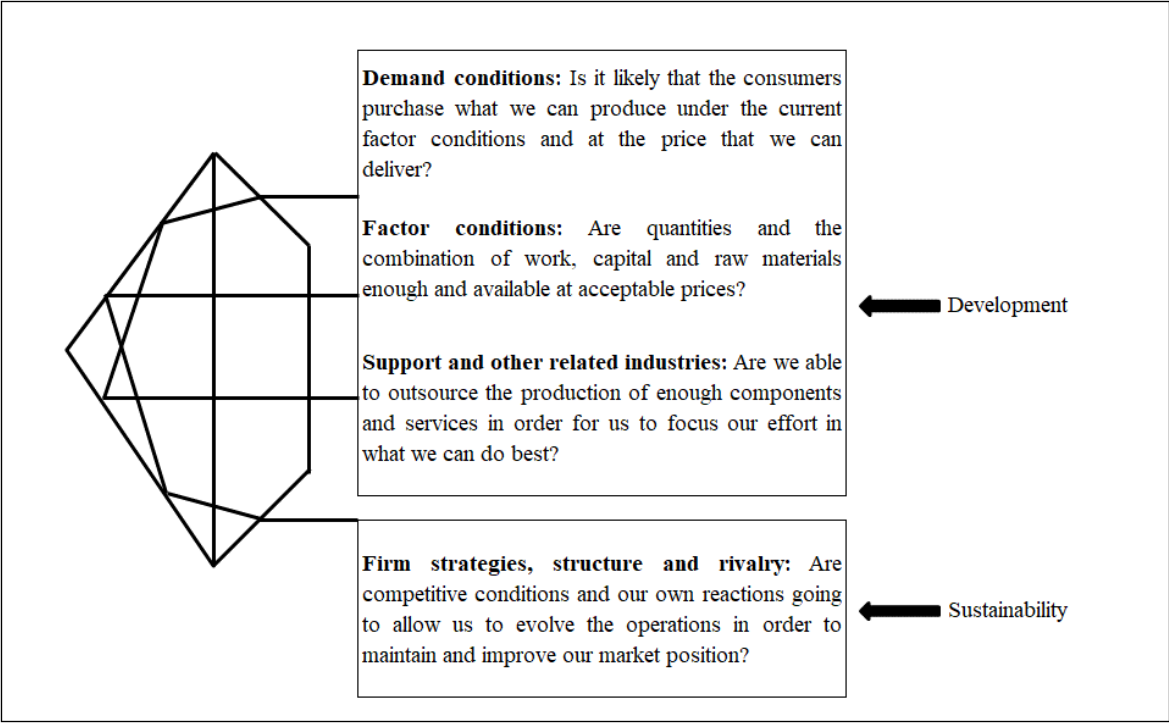 Demand conditions: Is it likely that the consumers
purchase what we can produce under the current
factor conditions and at the price that we can
deliver?
Factor conditions: Are quantities and the
combination of work, capital and raw materials
enough and available at acceptable prices?
Development
Support and other related industries: Are we able
to outsource the production of enough components
and services in order for us to focus our effort in
what we can do best?
Firm strategies, structure and rivalry: Are
competitive conditions and our own reactions going
to allow us to evolve the operations in order to
maintain and improve our market position?
Sustainability